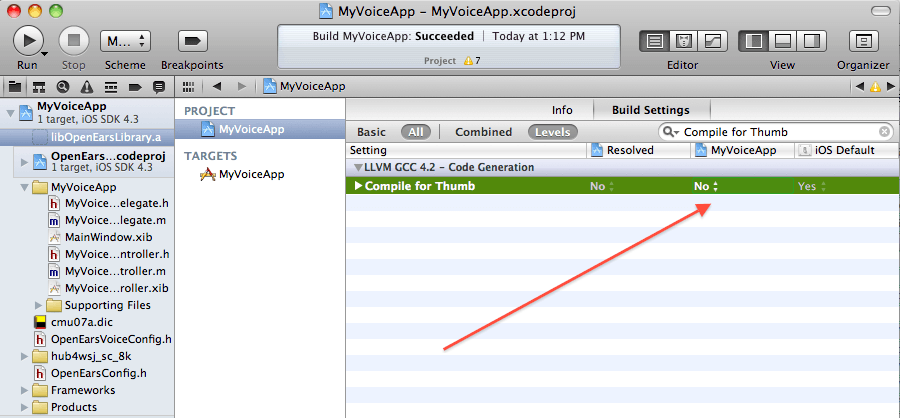 MyVoiceApp – MyVoiceApp.xcodeproj
Build MyVoiceApp: Succeeded | Today at 1:12 PM
M...
Project 7
Run Stop Scheme Breakpoints Editor View Organizer
MyVoiceApp
MyVoiceApp
1 target, iOS SDK 4.3
libOpenEarsLibrary.a
OpenEars...codeproj
1 target, iOS SDK 4.3
MyVoiceApp
MyVoice...elegate.h
MyVoice...legate.m
MainWindow.xib
MyVoice...ntroller.h
MyVoice...troller.m
MyVoice...roller.xib
Supporting Files
cmu07a.dic
OpenEarsVoiceConfig.h
hub4wsj_sc_8k
OpenEarsConfig.h
Frameworks
Products
PROJECT
MyVoiceApp
TARGETS
MyVoiceApp
Info Build Settings
Basic All Combined Levels Compile for Thumb
Setting Resolved MyVoiceApp iOS Default
LLVM GCC 4.2 – Code Generation
Compile for Thumb No No Yes